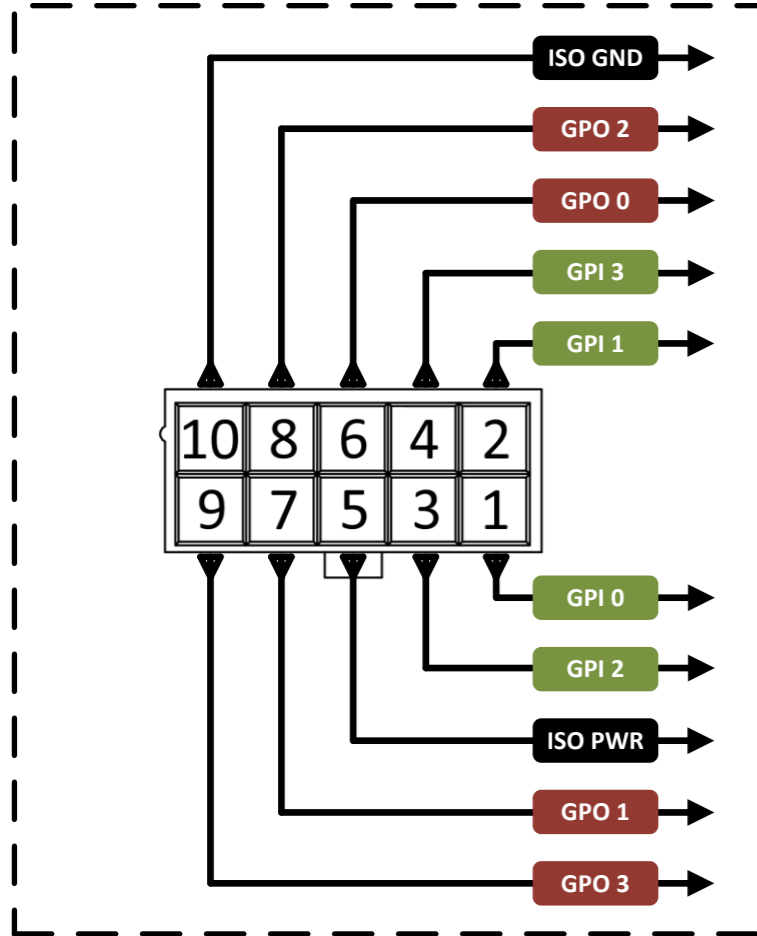 ISO GND
GPO 2
GPO 0
GPI 3
GPI 1
10 8 6 4 2
9 7 5 3 1
GPI 0
GPI 2
ISO PWR
GPO 1
GPO 3